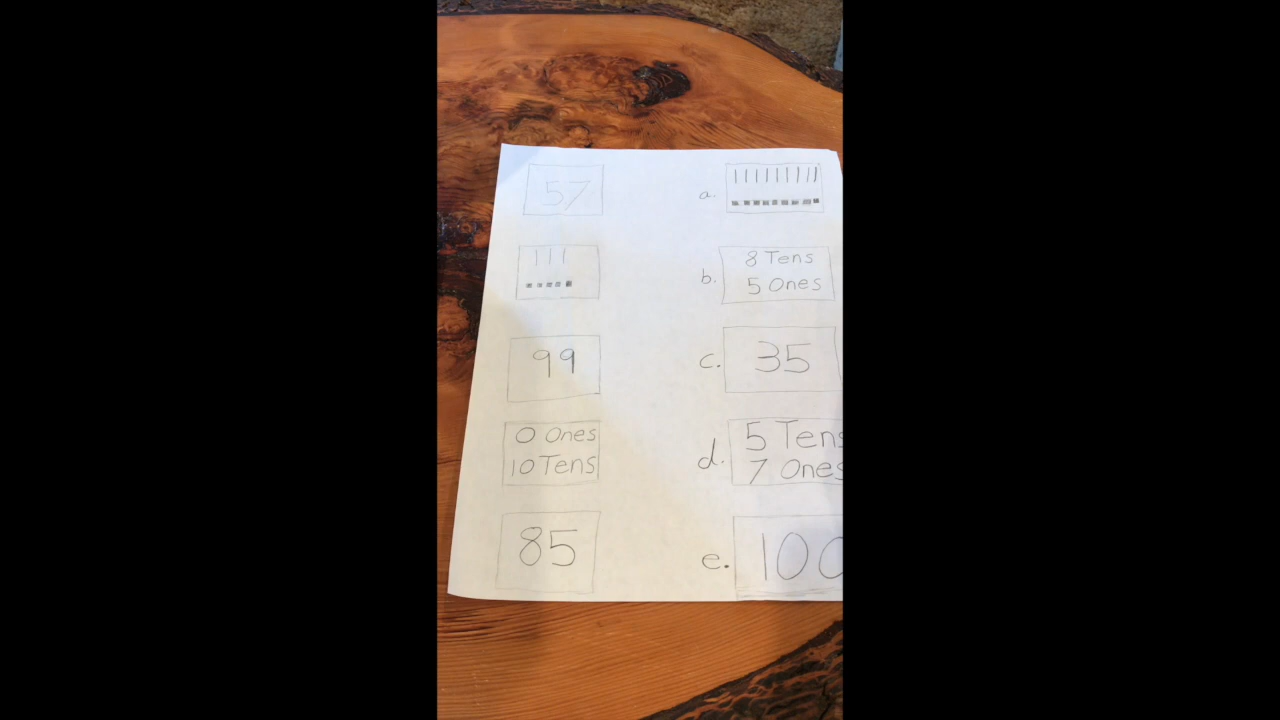 57
a.
b.
8 Tens
5 Ones
99
c.
35
0 Ones
10 Tens
d.
5 Tens
7 Ones
85
e.
100